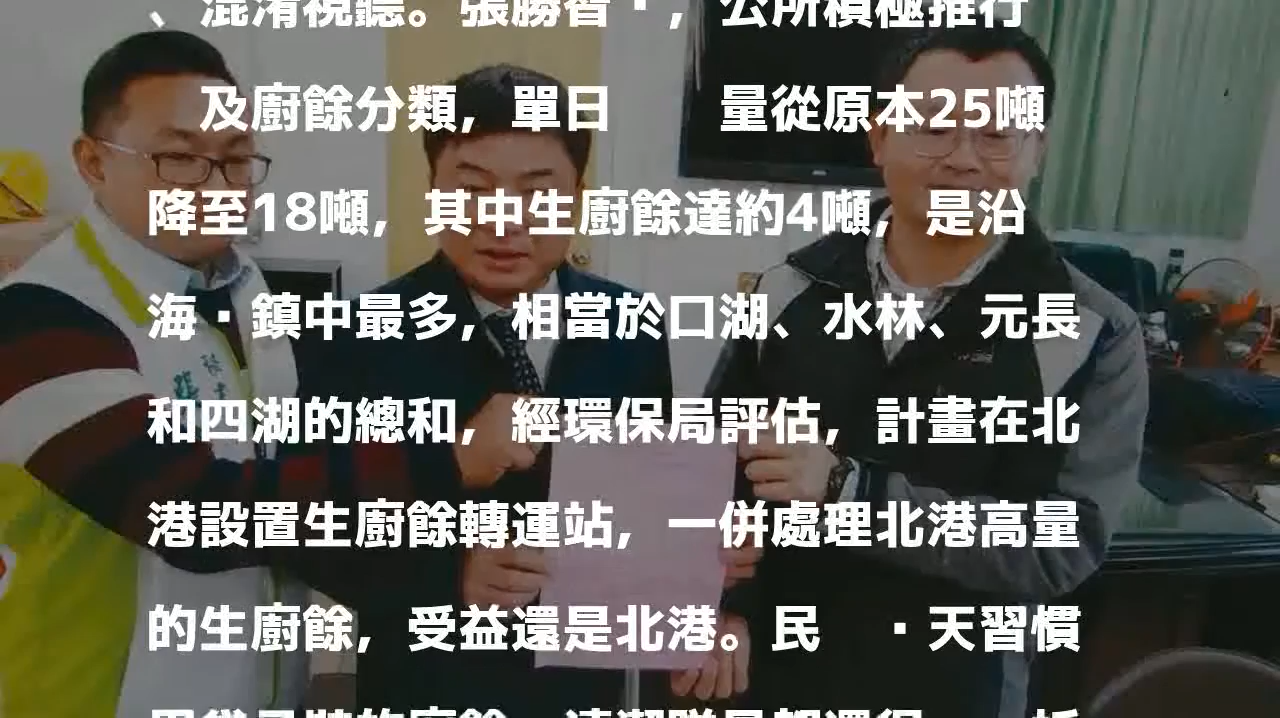 、混淆視聽。張勝智·，公所積極推行
及廚餘分類，單日 量從原本25噸
降至18噸，其中生廚餘達約4噸，是沿
海·鎮中最多，相當於口湖、水林、元長
和四湖的總和，經環保局評估，計畫在北
港設置生廚餘轉運站，一併處理北港高量
的生廚餘，受益還是北港。民 ·天習慣